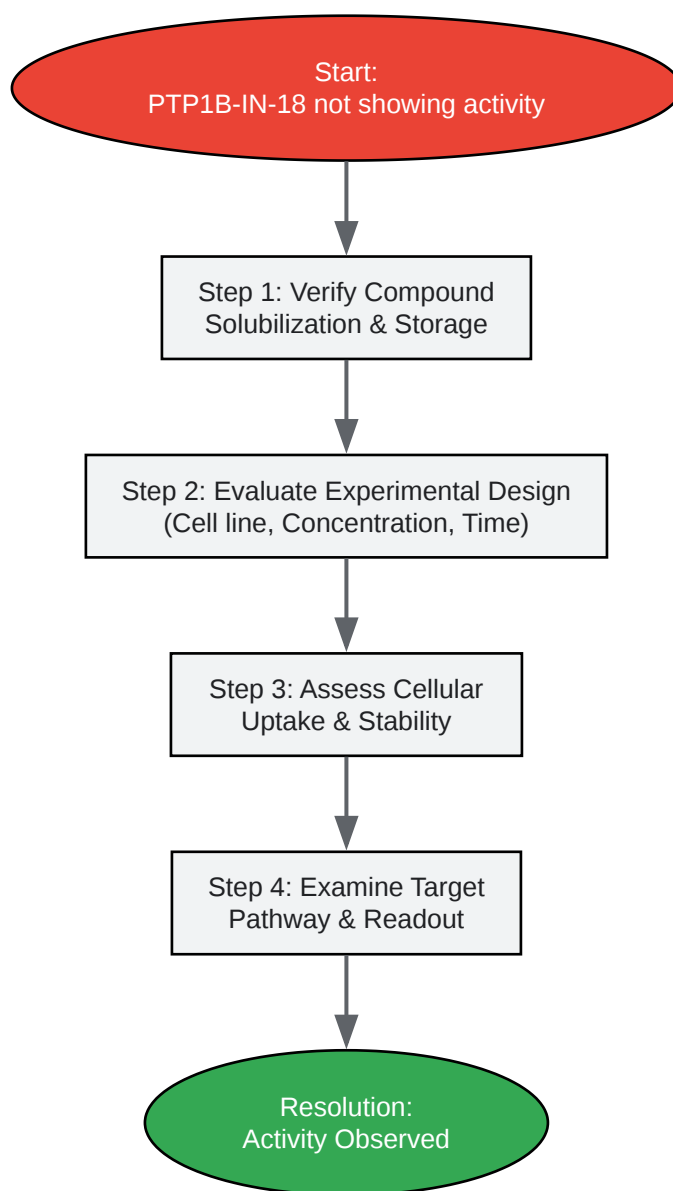 Start:
PTP1B-IN-18 not showing activity
Step 1: Verify Compound
Solubilization & Storage
Step 2: Evaluate Experimental Design
(Cell line, Concentration, Time)
Step 3: Assess Cellular
Uptake & Stability
Step 4: Examine Target
Pathway & Readout
Resolution:
Activity Observed